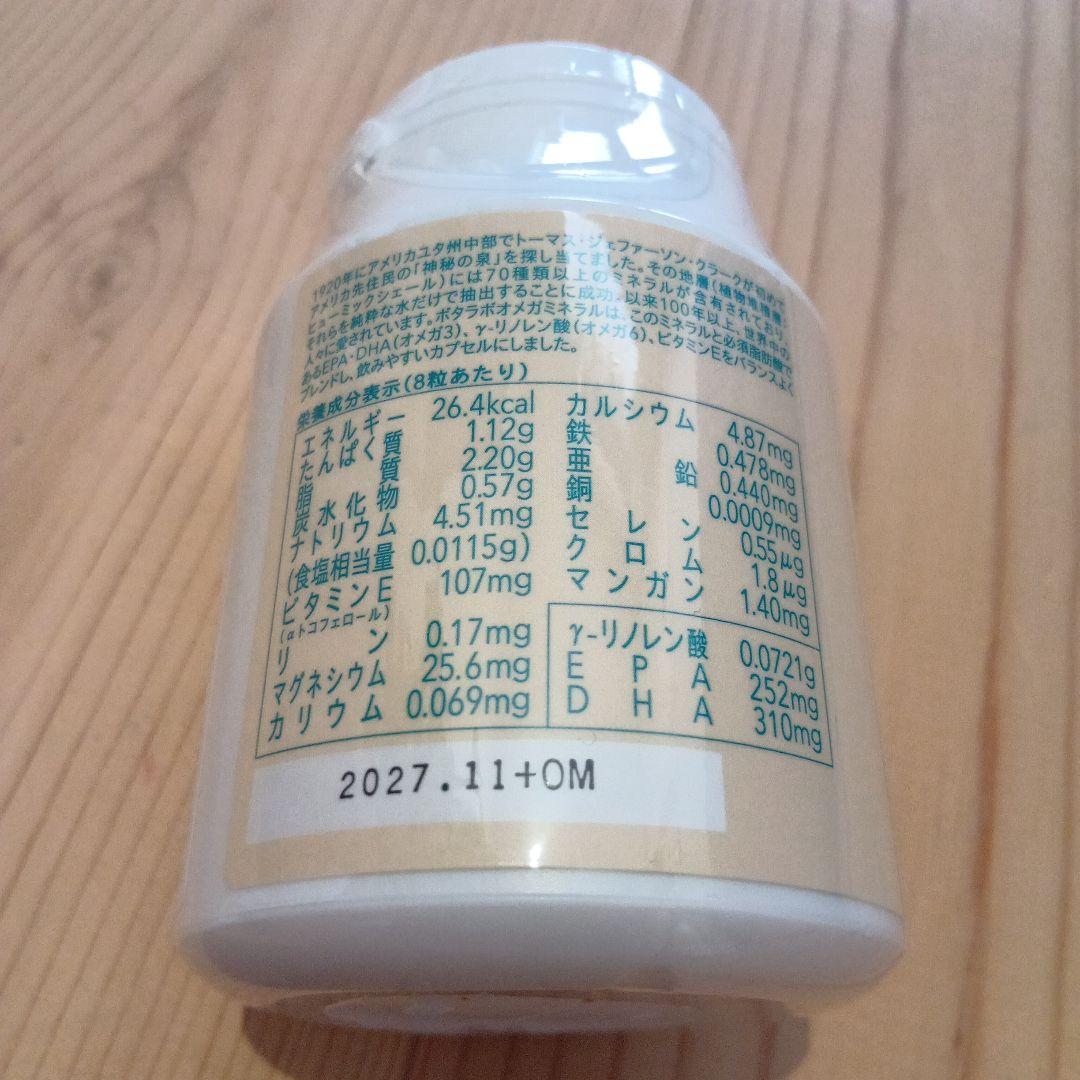 1920年にアメリカユタ州中部でトーマス・ジェファーソン・クラークが初めて
アメリカ先住民の「神秘の泉」を探し当てました。その地層(植物堆積層:
ヒューミックシェール)には70種類以上のミネラルが含有されており、
それらを純粋な水だけで抽出することに成功。以来100年以上、世界中の
人々に愛されています。ポタラボオメガミネラルは、このミネラルと必須脂肪酸で
あるEPA・DHA(オメガ3)、γ-リノレン酸(オメガ6)、ビタミンEをバランスよく
ブレンドし、飲みやすいカプセルにしました。
栄養成分表示(8粒あたり)
エネルギー 26.4kcal
たんぱく質 1.12g
脂質 2.20g
炭水化物 0.57g
ナトリウム 4.51mg
(食塩相当量 0.0115g)
ビタミンE 107mg
(αトコフェロール)
リン 0.17mg
マグネシウム 25.6mg
カリウム 0.069mg
カルシウム 4.87mg
鉄 0.478mg
亜鉛 0.440mg
銅 0.0009mg
セレン 0.55μg
クロム 1.8μg
マンガン 1.40mg
γ-リノレン酸 0.0721g
EPA 252mg
DHA 310mg
2027.11+OM